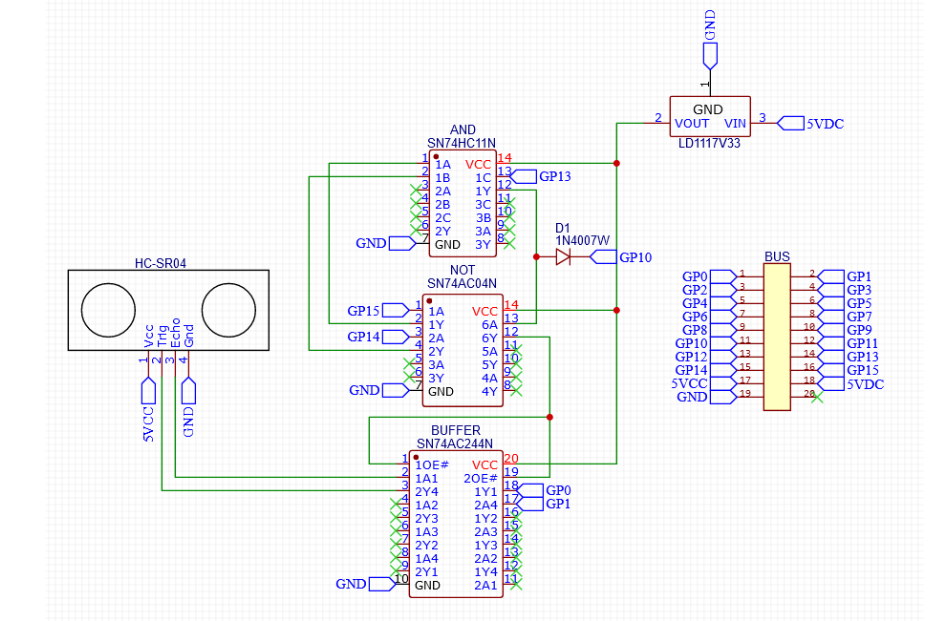 GND
1
GND
2 VOUT VIN 3 5VDC
LD1117V33
AND
SN74HC11N
1 1A VCC 14
2 1B 1C 13 GP13
3 2A 1Y 12
4 2B 3C 11
5 2C 3B 10
6 2Y 3A 9
GND 7 GND 3Y 8
D1
1N4007W
GP10
HC-SR04
Vcc
Trig
Echo
Gnd
1 2 3 4
5VCC
GND
NOT
SN74AC04N
GP15 1 1A VCC 14
2 1Y 6A 13
GP14 3 2A 6Y 12
4 2Y 5A 11
5 3A 5Y 10
6 3Y 4A 9
GND 7 GND 4Y 8
BUS
GP0 1 2 GP1
GP2 3 4 GP3
GP4 5 6 GP5
GP6 7 8 GP7
GP8 9 10 GP9
GP10 11 12 GP11
GP12 13 14 GP13
GP14 15 16 GP15
5VCC 17 18 5VDC
GND 19 20
BUFFER
SN74AC244N
1 1OE# VCC 20
2 1A1 2OE# 19
3 2Y4 1Y1 18 GP0
4 1A2 2A4 17 GP1
5 2Y3 1Y2 16
6 1A3 2A3 15
7 2Y2 1Y3 14
8 1A4 2A2 13
9 2Y1 1Y4 12
GND 10 GND 2A1 11